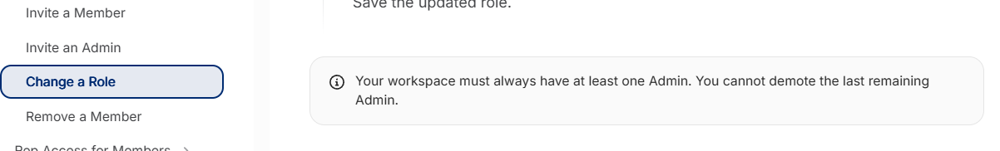 Invite a Member
Invite an Admin
Change a Role
Remove a Member
Pop Access for Members
Save the updated role.
Your workspace must always have at least one Admin. You cannot demote the last remaining
Admin.